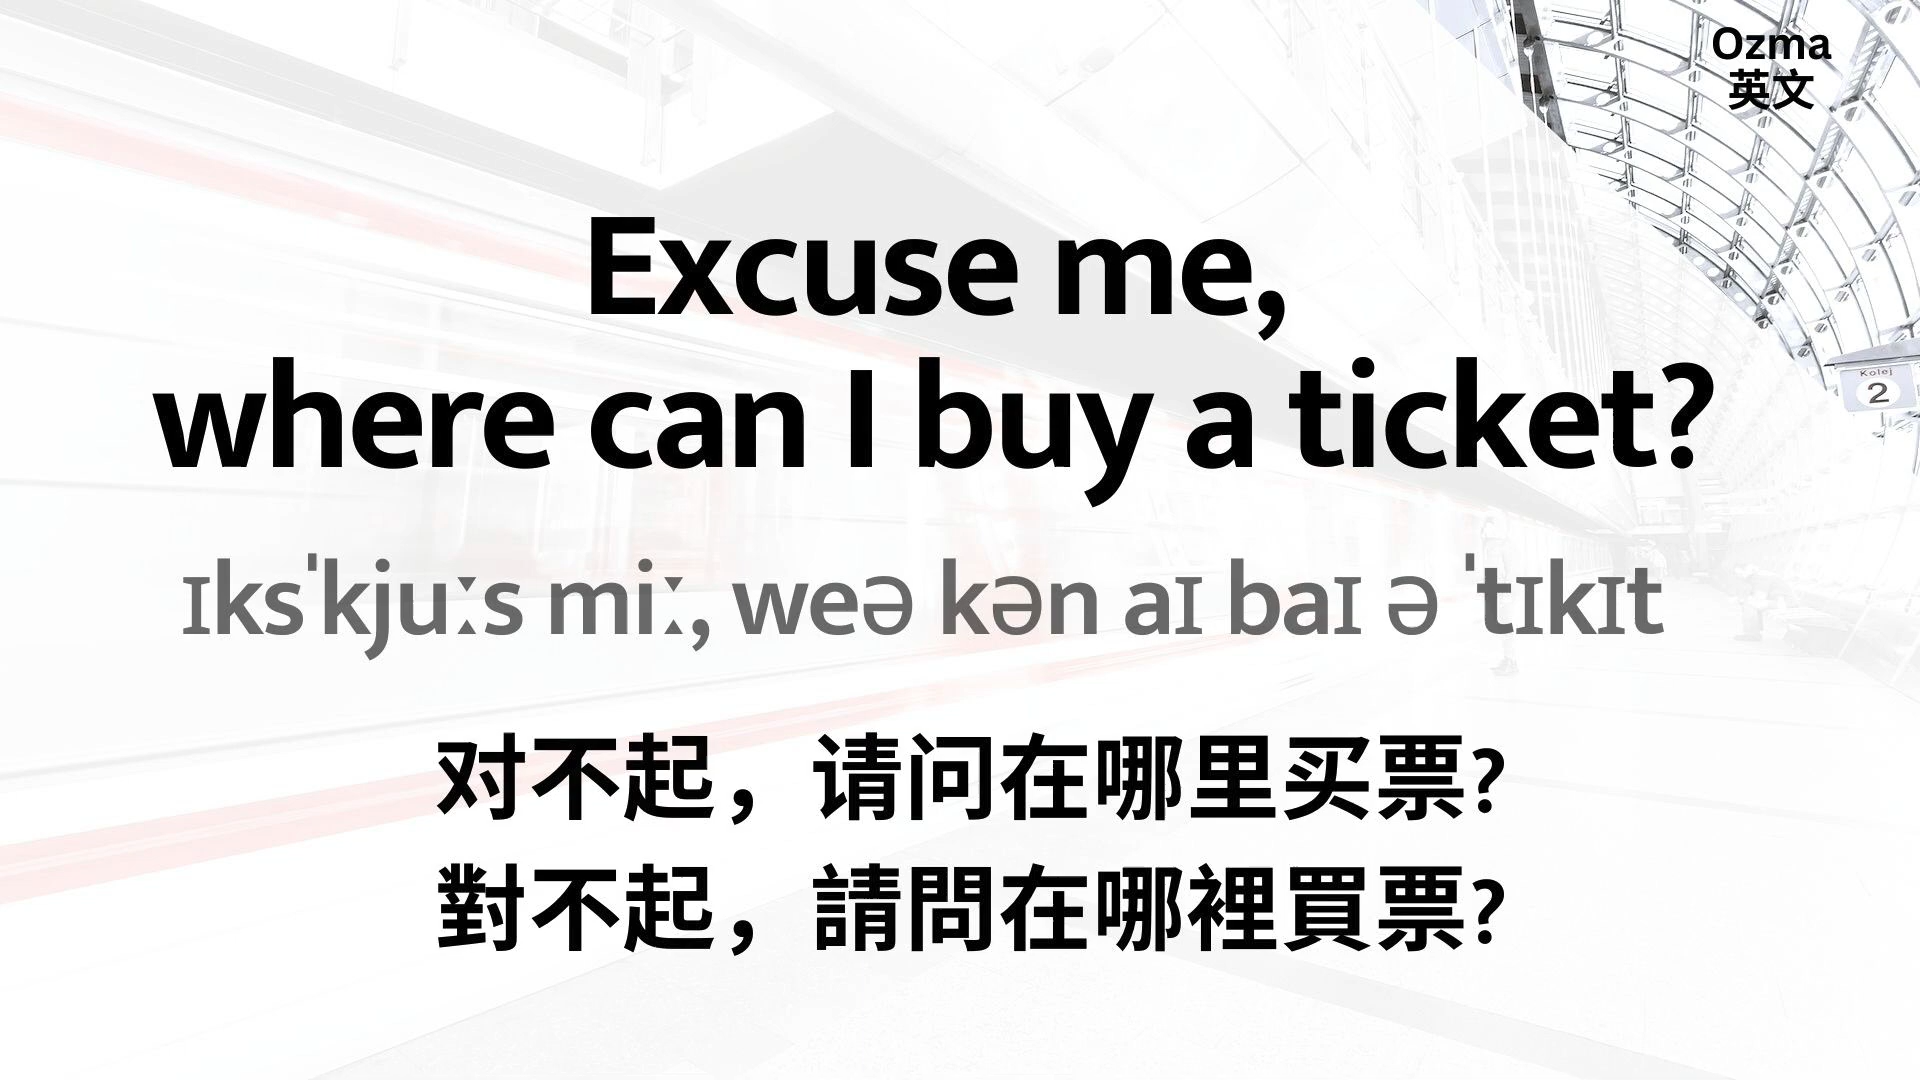 Ozma
英文
Excuse me,
where can I buy a ticket?
ɪksˈkjuːs miː, weə kən aɪ baɪ ə ˈtɪkɪt
对不起，请问在哪里买票?
對不起，請問在哪裡買票?
Kolej
2